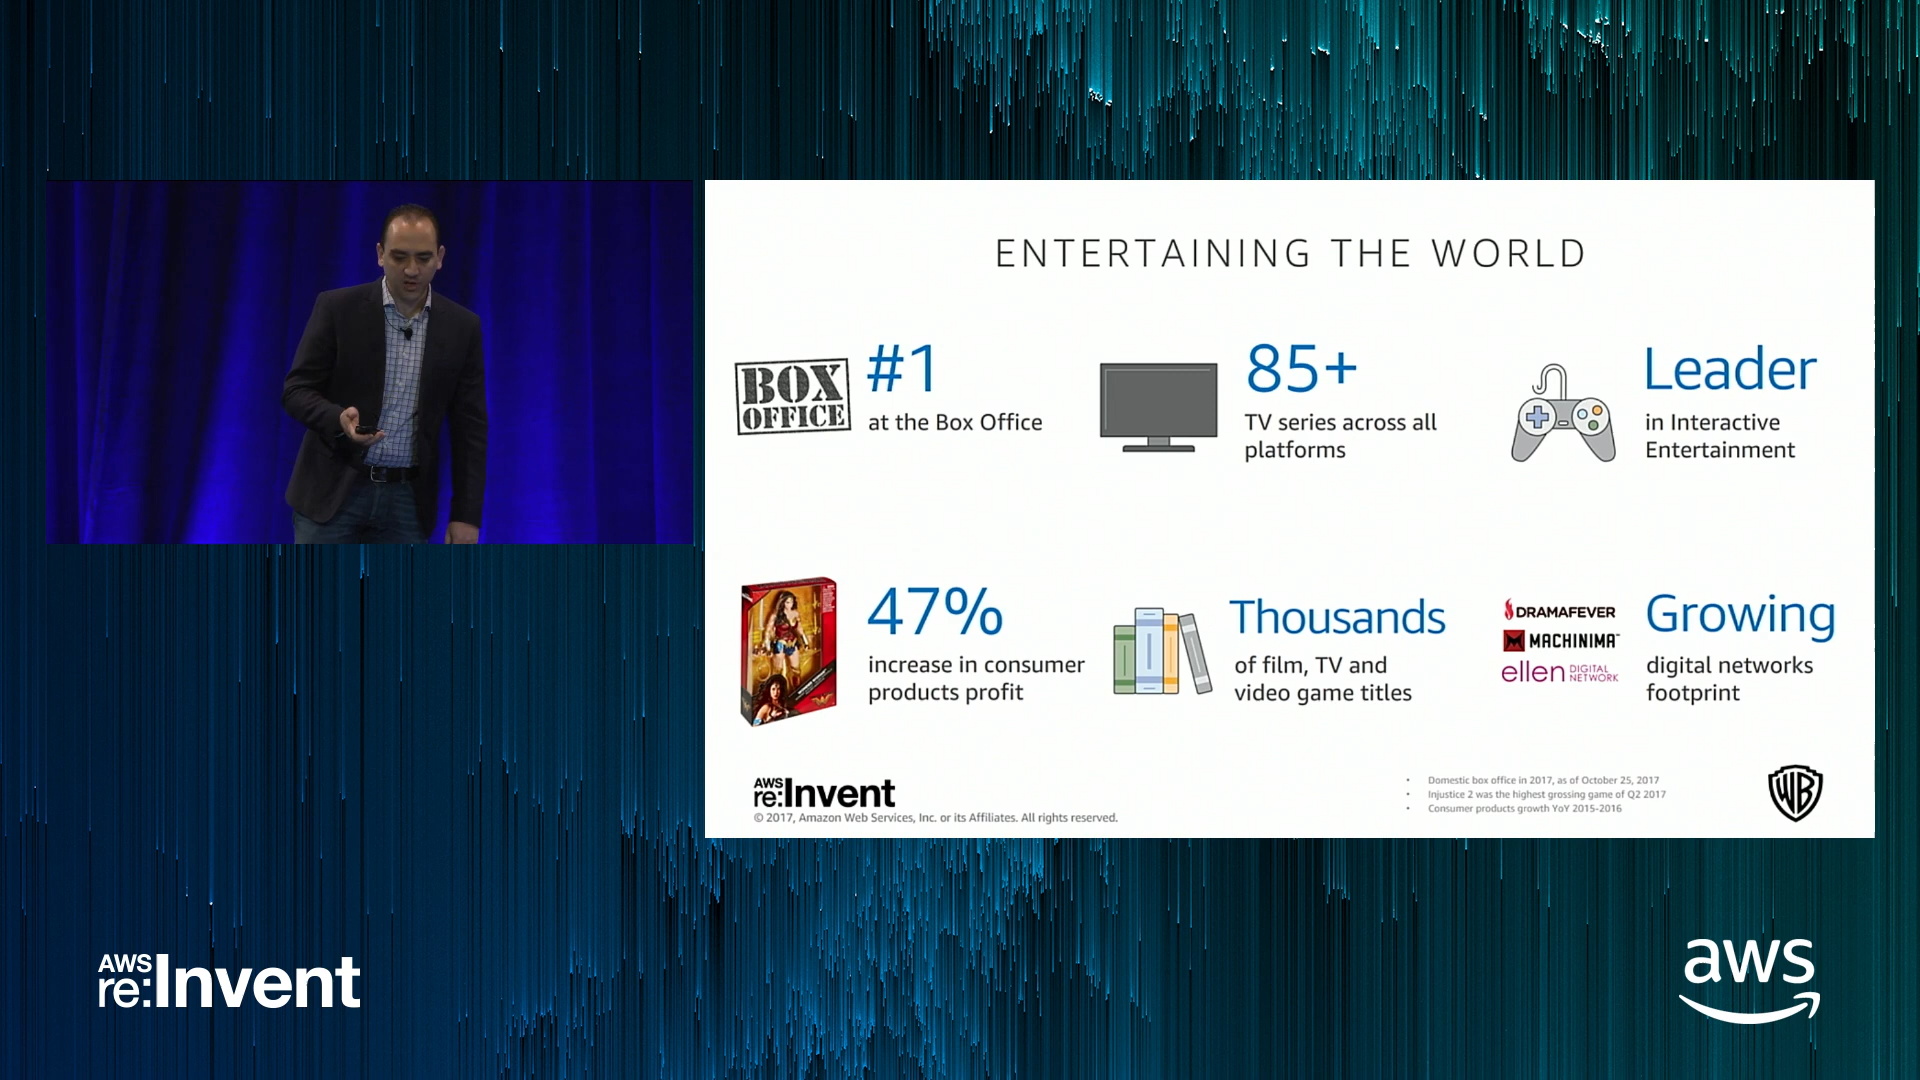 ENTERTAINING THE WORLD
BOX
OFFICE
#1
at the Box Office
85+
TV series across all
platforms
Leader
in Interactive
Entertainment
47%
increase in consumer
products profit
Thousands
of film, TV and
video game titles
DRAMAFEVER
MACHINIMA
ellen DIGITAL
NETWORK
Growing
digital networks
footprint
AWS
re:Invent
© 2017, Amazon Web Services, Inc. or its Affiliates. All rights reserved.
• Domestic box office in 2017, as of October 25, 2017
• Injustice 2 was the highest grossing game of Q2 2017
• Consumer products growth YoY 2015-2016
WB
AWS
re:Invent
aws